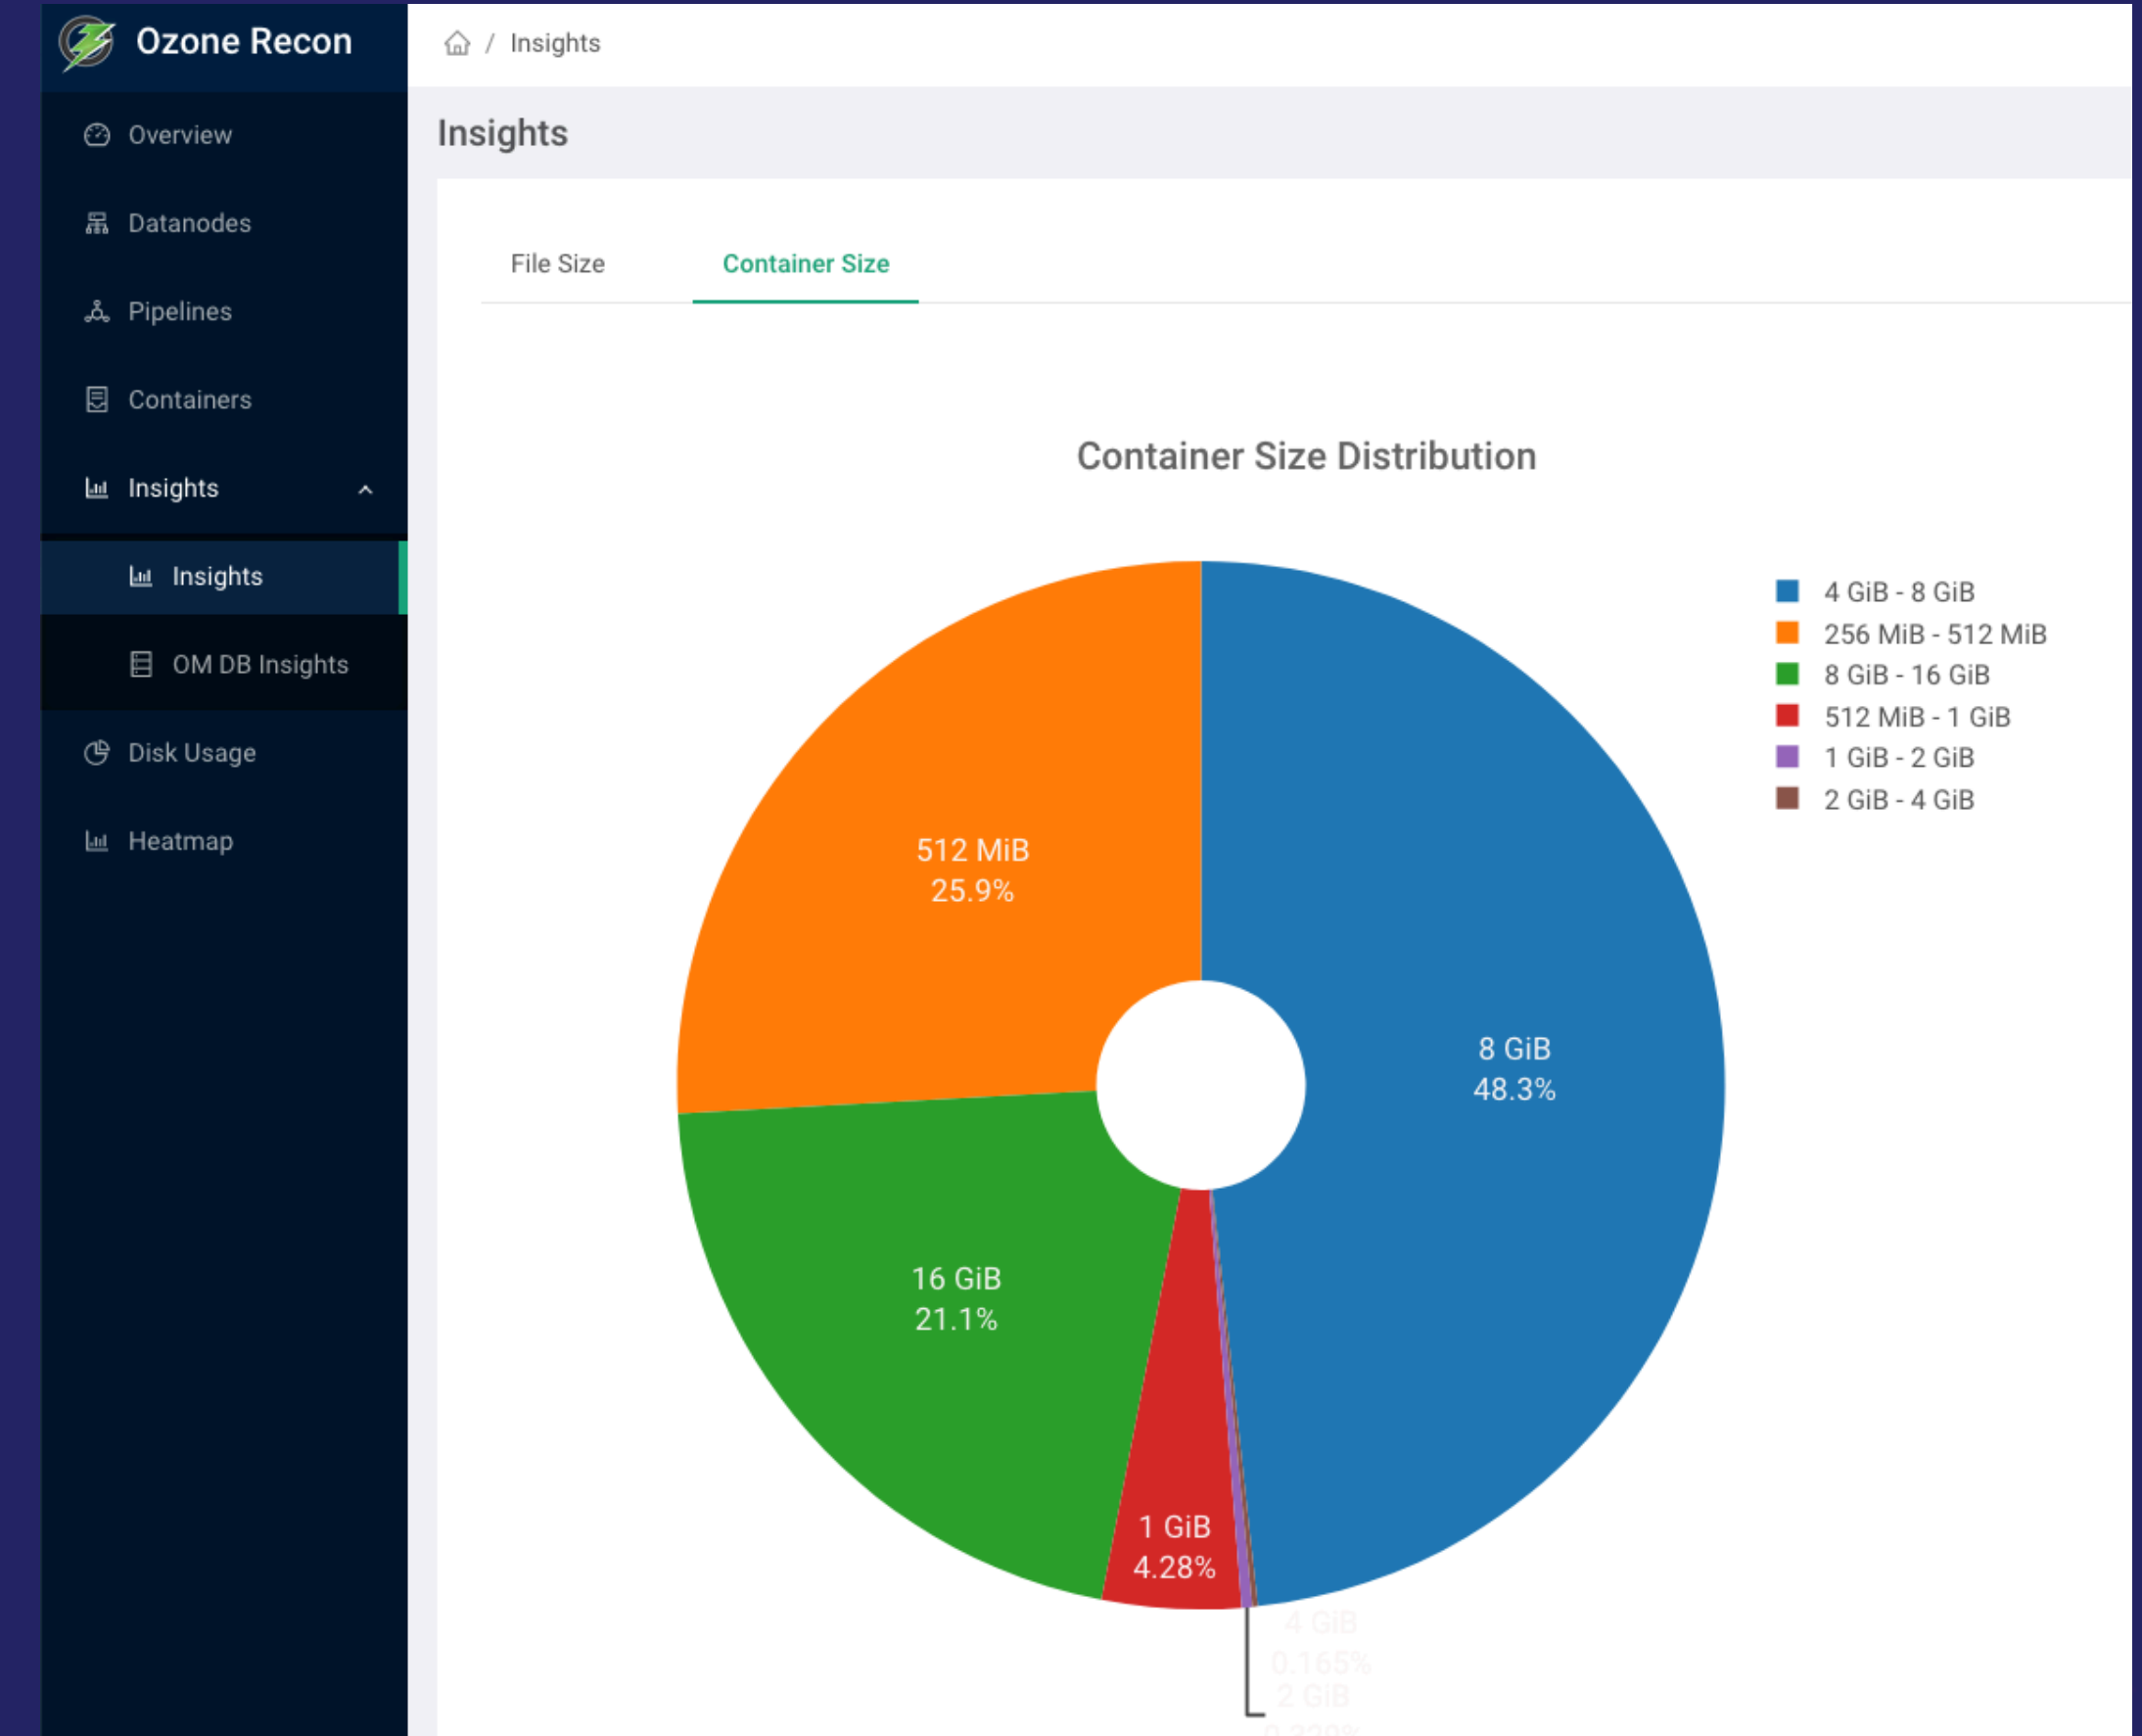 Ozone Recon
/ Insights
Overview
Datanodes
Pipelines
Containers
Insights
Insights
OM DB Insights
Disk Usage
Heatmap
Insights
File Size
Container Size
Container Size Distribution
4 GiB - 8 GiB
256 MiB - 512 MiB
8 GiB - 16 GiB
512 MiB - 1 GiB
1 GiB - 2 GiB
2 GiB - 4 GiB
512 MiB
25.9%
8 GiB
48.3%
16 GiB
21.1%
1 GiB
4.28%
4 GiB
0.165%
2 GiB